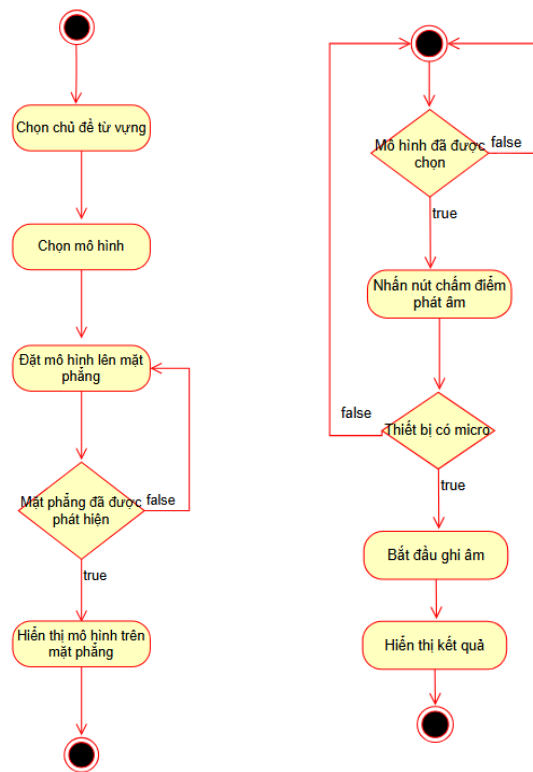 Chọn chủ đề từ vựng
Chọn mô hình
Đặt mô hình lên mặt
phẳng
Mặt phẳng đã được
phát hiện
false
true
Hiển thị mô hình trên
mặt phẳng
Mô hình đã được
chọn
false
true
Nhấn nút chấm điểm
phát âm
false
Thiết bị có micro
true
Bắt đầu ghi âm
Hiển thị kết quả